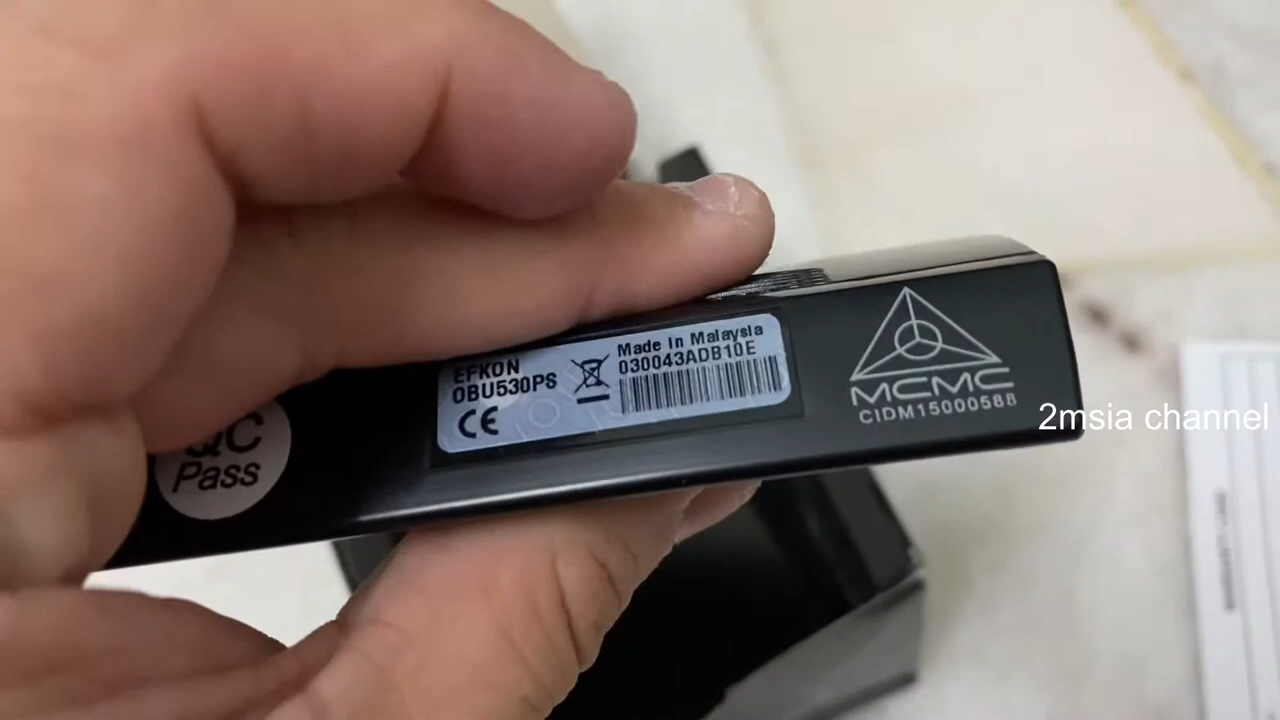 QC
Pass
EFKON
OBU530PS
CE
Made In Malaysia
030043ADB10E
MCMC
CIDM15000588
2msia channel